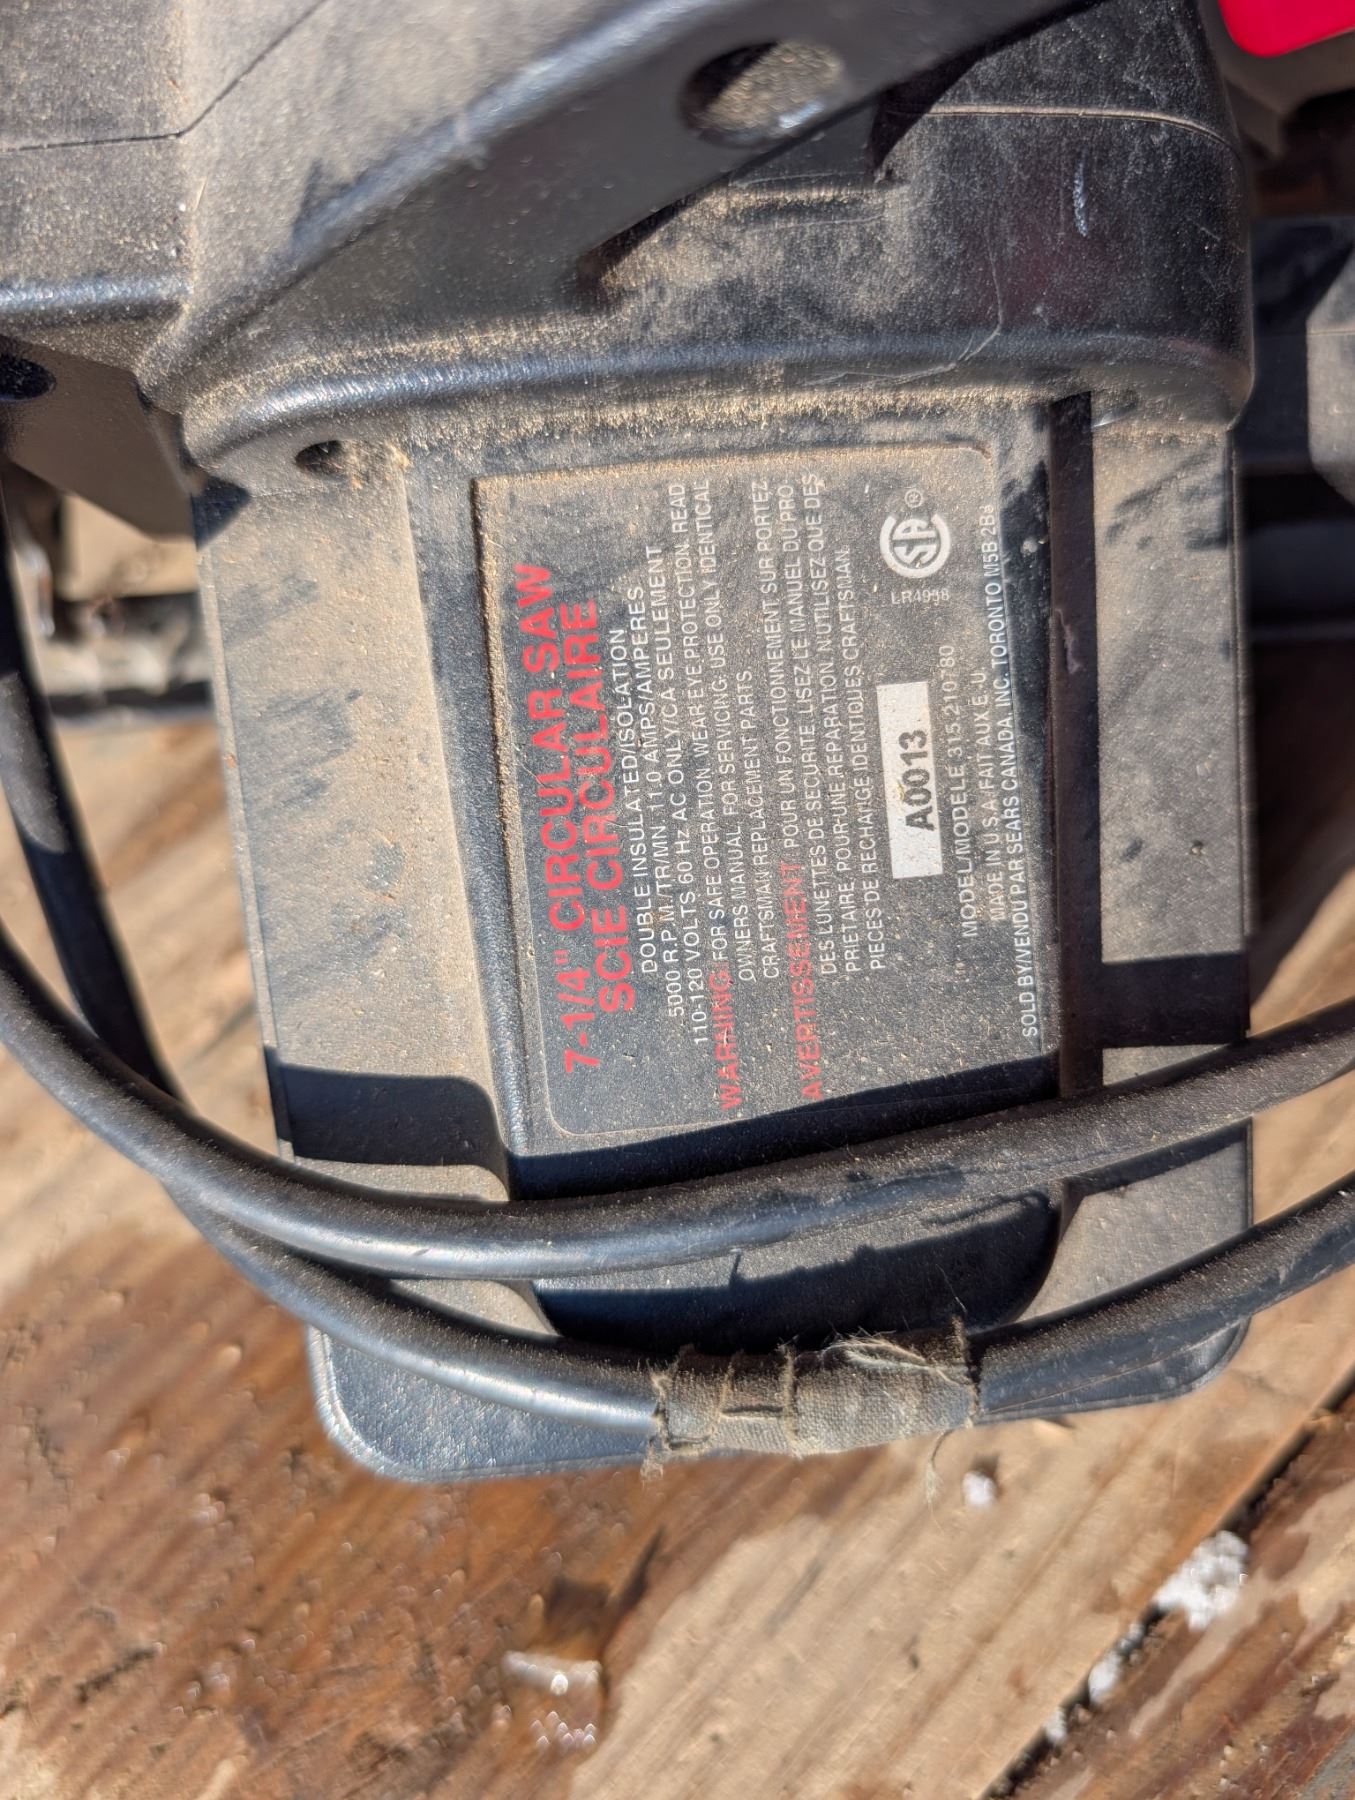 7-1/4" CIRCULAR SAW
SCIE CIRCULAIRE
DOUBLE INSULATED/ISOLATION
5000 R.P.M./TR/MN 11.0 AMPS/AMPERES
110-120 VOLTS 60 Hz AC ONLY/CA SEULEMENT
WARNING: FOR SAFE OPERATION, WEAR EYE PROTECTION. READ
OWNERS MANUAL. FOR SERVICING, USE ONLY IDENTICAL
CRAFTSMAN REPLACEMENT PARTS
AVERTISSEMENT POUR UN FONCTIONNEMENT SUR PORTEZ
DES LUNETTES DE SECURITE. LISEZ LE MANUEL DU PRO-
PRIETAIRE. POUR UNE REPARATION, N'UTILISEZ QUE DES
PIECES DE RECHANGE IDENTIQUES CRAFTSMAN.
A0013
SA ®
MODEL/MODELE 315.210780
MADE IN U.S.A. FAIT AUX E.-U.
SOLD BY/VENDU PAR SEARS CANADA, INC. TORONTO M5B 2B8